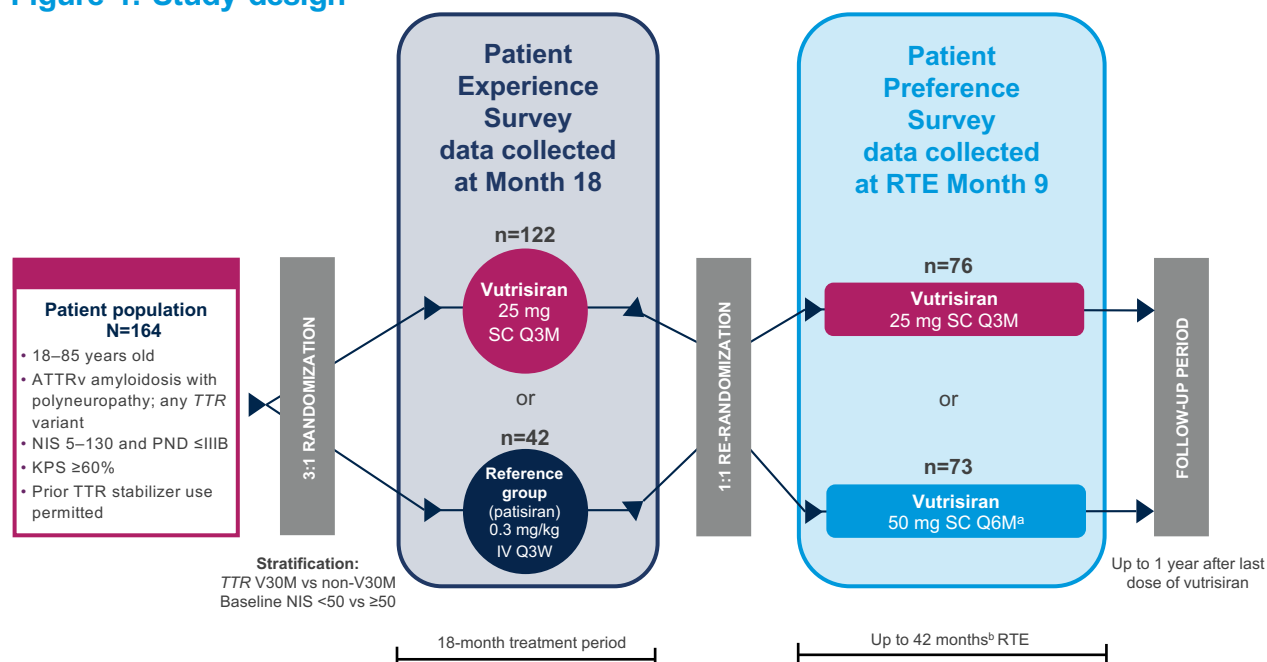 Figure 1. Study design
Patient
Experience
Survey
data collected
at Month 18
Patient
Preference
Survey
data collected
at RTE Month 9
Patient population
N=164
• 18–85 years old
• ATTRv amyloidosis with
polyneuropathy; any TTR
variant
• NIS 5–130 and PND ≤IIIB
• KPS ≥60%
• Prior TTR stabilizer use
permitted
3:1 RANDOMIZATION
Stratification:
TTR V30M vs non-V30M
Baseline NIS <50 vs ≥50
n=122
Vutrisiran
25 mg
SC Q3M
or
n=42
Reference
group
(patisiran)
0.3 mg/kg
IV Q3W
18-month treatment period
1:1 RE-RANDOMIZATION
n=76
Vutrisiran
25 mg SC Q3M
or
n=73
Vutrisiran
50 mg SC Q6Mᵃ
Up to 42 monthsᵇ RTE
FOLLOW-UP PERIOD
Up to 1 year after last
dose of vutrisiran